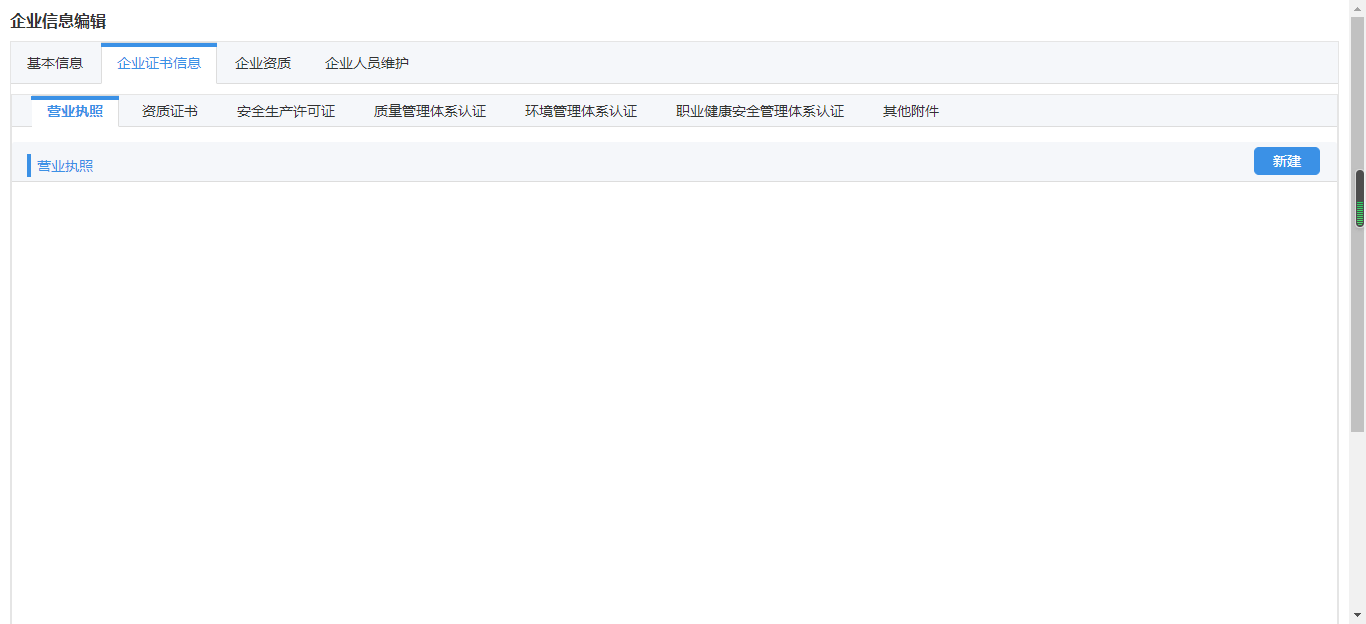 企业信息编辑
基本信息 企业证书信息 企业资质 企业人员维护
营业执照 资质证书 安全生产许可证 质量管理体系认证 环境管理体系认证 职业健康安全管理体系认证 其他附件
营业执照 新建